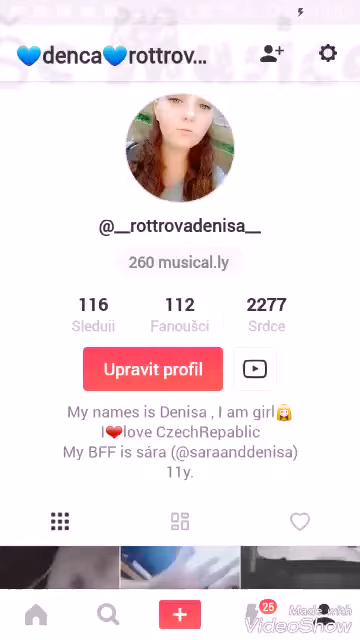 💙denca💙rottrov...
@__rottrovadenisa__
260 musical.ly
116 112 2277
Sleduji Fanoušci Srdce
Upravit profil
My names is Denisa , I am girl👸
I❤love CzechRepablic
My BFF is sára (@saraanddenisa)
11y.
25
Made with
VideoShow